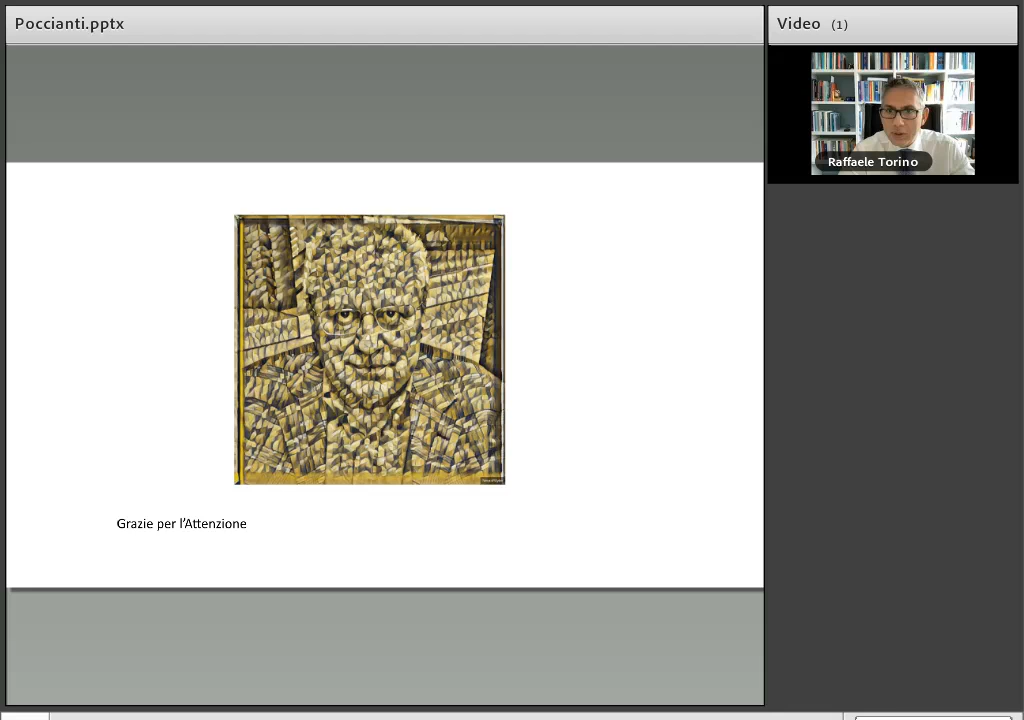 Poccianti.pptx
Video (1)
Raffaele Torino
Grazie per l'Attenzione